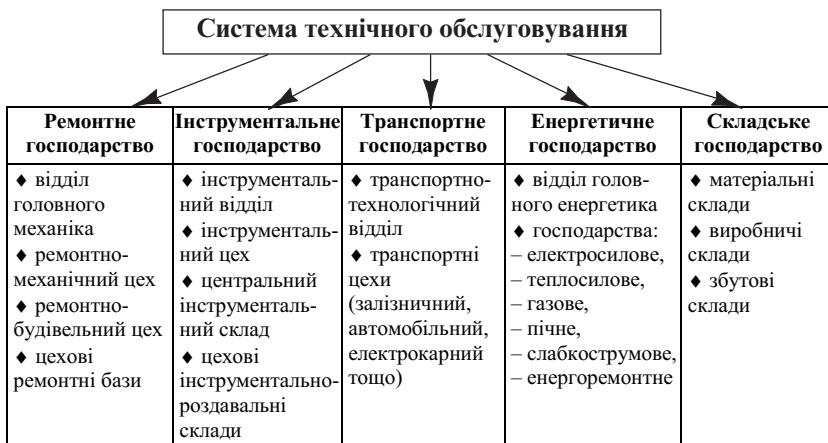 Система технічного обслуговування
Ремонтне
господарство
♦ відділ
головного
механіка
♦ ремонтно-
механічний цех
♦ ремонтно-
будівельний цех
♦ цехові
ремонтні бази
Інструментальне
господарство
♦ інструменталь-
ний відділ
♦ інструменталь-
ний цех
♦ центральний
інструменталь-
ний склад
♦ цехові
інструментально-
роздавальні
склади
Транспортне
господарство
♦ транспортно-
технологічний
відділ
♦ транспортні
цехи
(залізничний,
автомобільний,
електрокарний
тощо)
Енергетичне
господарство
♦ відділ голов-
ного енергетика
♦ господарства:
– електросилове,
– теплосилове,
– газове,
– пічне,
– слабкострумове,
– енергоремонтне
Складське
господарство
♦ матеріальні
склади
♦ виробничі
склади
♦ збутові
склади